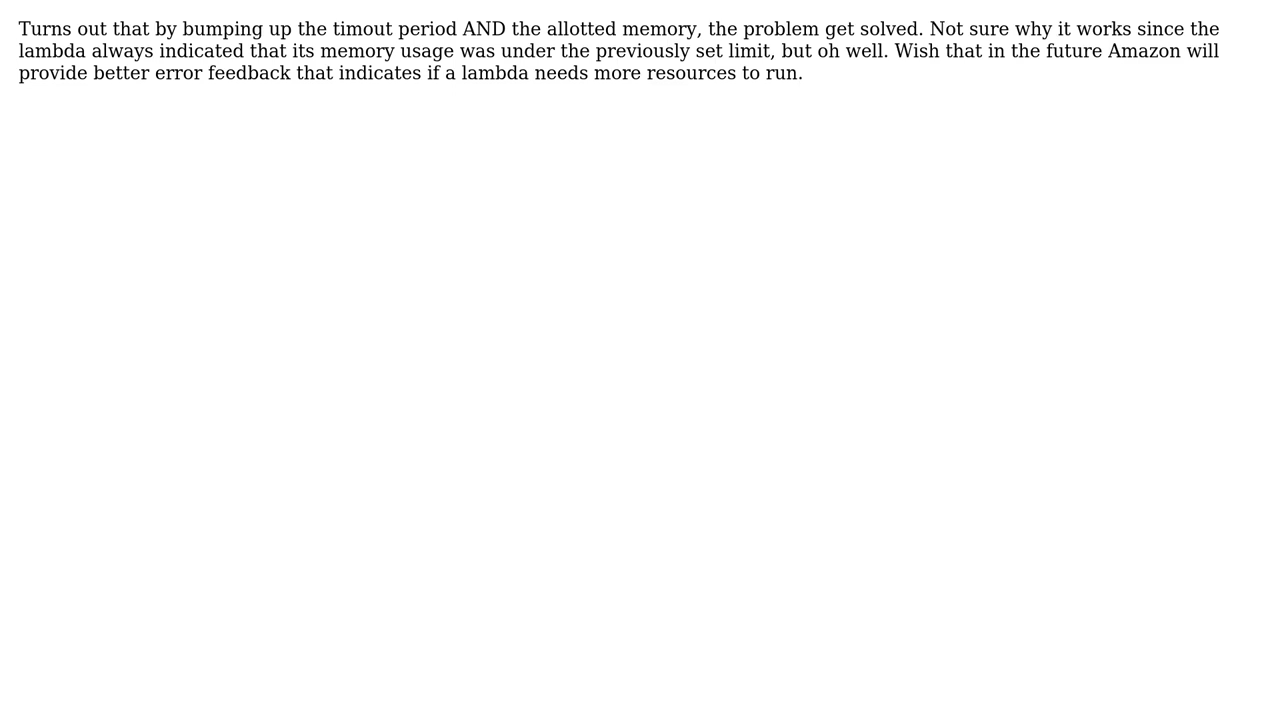 Turns out that by bumping up the timout period AND the allotted memory, the problem get solved. Not sure why it works since the
lambda always indicated that its memory usage was under the previously set limit, but oh well. Wish that in the future Amazon will
provide better error feedback that indicates if a lambda needs more resources to run.